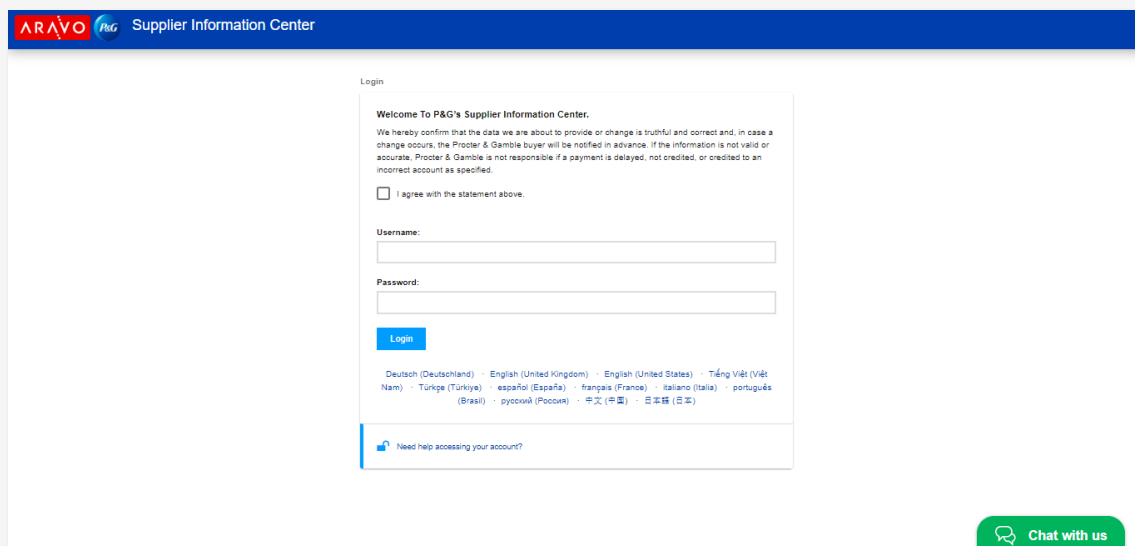 ARAVO P&G Supplier Information Center
Login
Welcome To P&G's Supplier Information Center.
We hereby confirm that the data we are about to provide or change is truthful and correct and, in case a
change occurs, the Procter & Gamble buyer will be notified in advance. If the information is not valid or
accurate, Procter & Gamble is not responsible if a payment is delayed, not credited, or credited to an
incorrect account as specified.
I agree with the statement above.
Username:
Password:
Login
Deutsch (Deutschland) · English (United Kingdom) · English (United States) · Tiếng Việt (Việt
Nam) · Türkçe (Türkiye) · español (España) · français (France) · italiano (Italia) · português
(Brasil) · русский (Россия) · 中文 (中国) · 日本語 (日本)
Need help accessing your account?
Chat with us